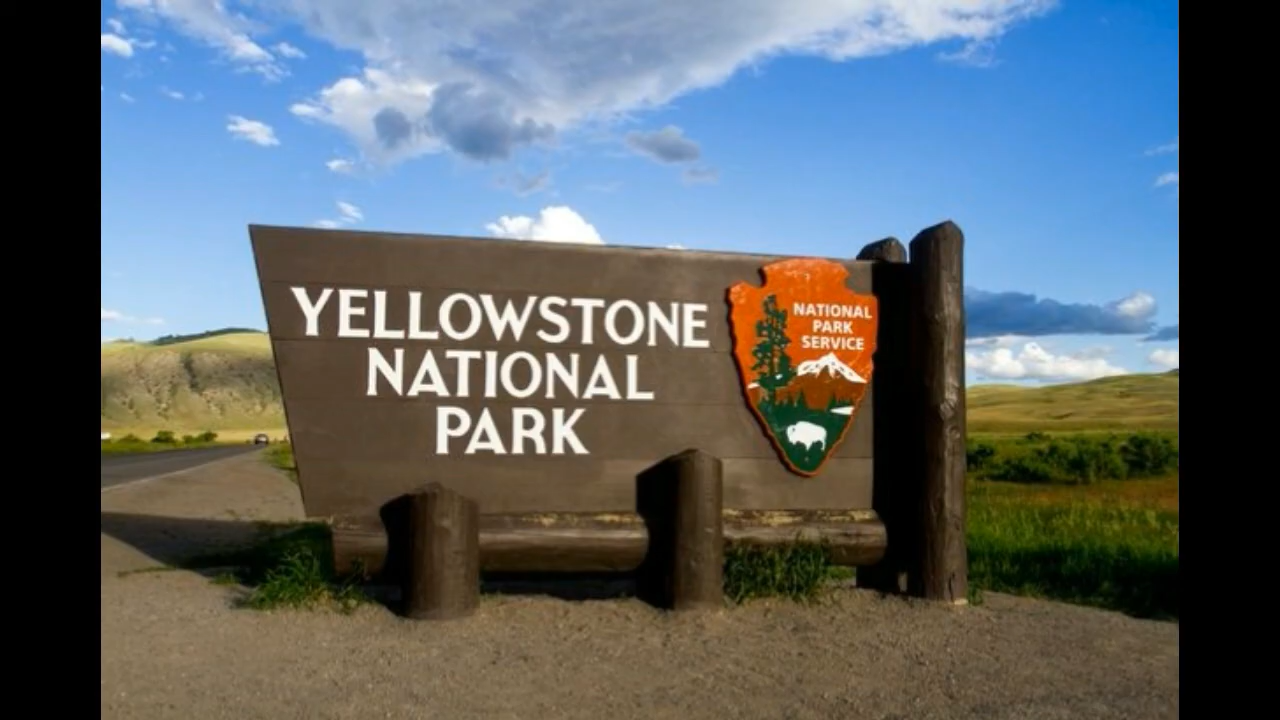 YELLOWSTONE
NATIONAL
PARK
NATIONAL
PARK
SERVICE